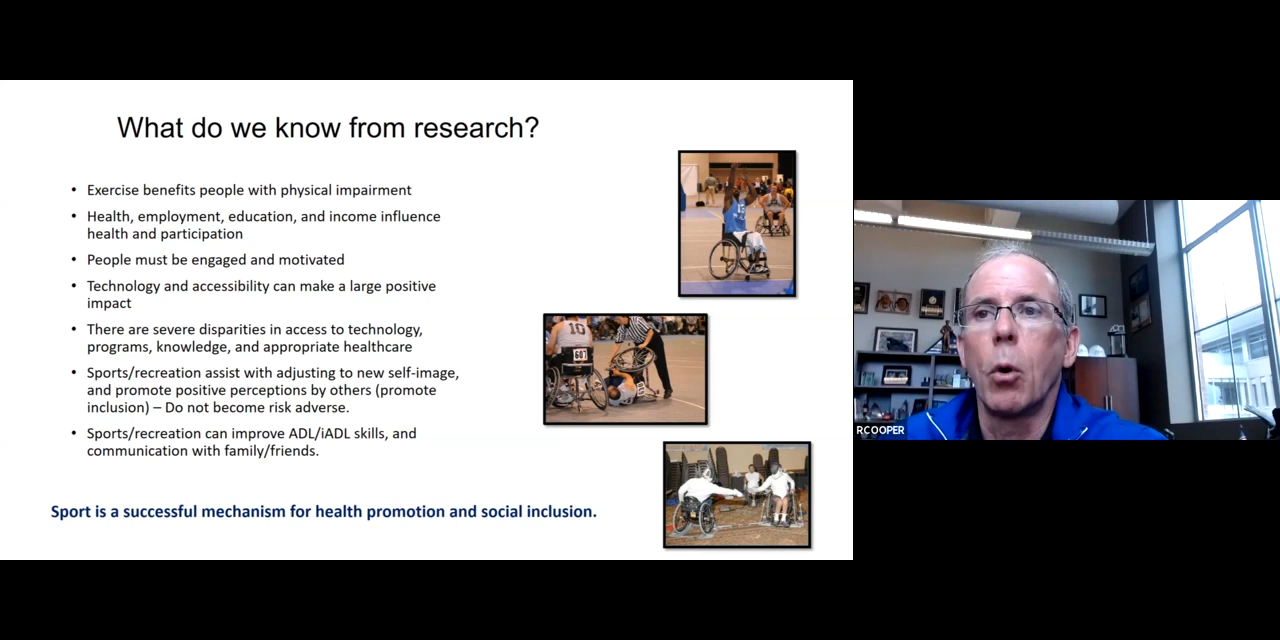 What do we know from research?
• Exercise benefits people with physical impairment
• Health, employment, education, and income influence
health and participation
• People must be engaged and motivated
• Technology and accessibility can make a large positive
impact
• There are severe disparities in access to technology,
programs, knowledge, and appropriate healthcare
• Sports/recreation assist with adjusting to new self-image,
and promote positive perceptions by others (promote
inclusion) – Do not become risk adverse.
• Sports/recreation can improve ADL/iADL skills, and
communication with family/friends.
Sport is a successful mechanism for health promotion and social inclusion.
10
607
RCOOPER